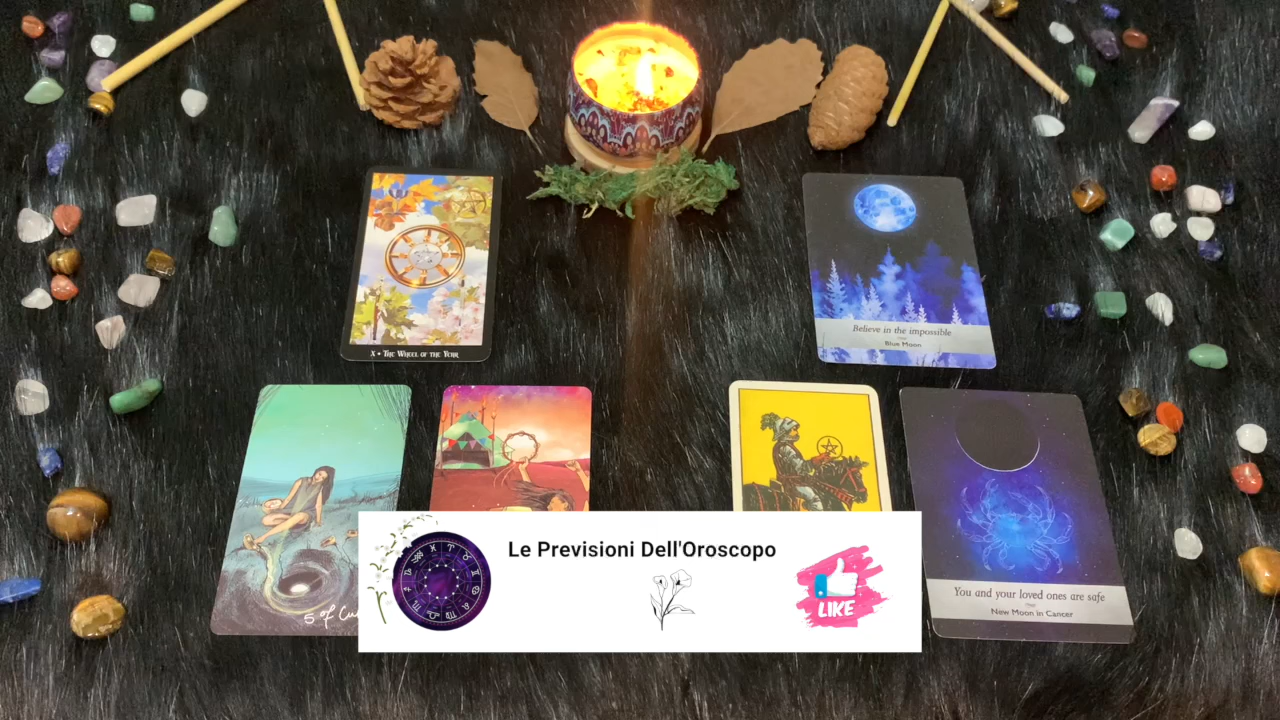 X • The Wheel of the Year
Believe in the impossible
Blue Moon
5 of
Le Previsioni Dell'Oroscopo
LIKE
You and your loved ones are safe
New Moon in Cancer